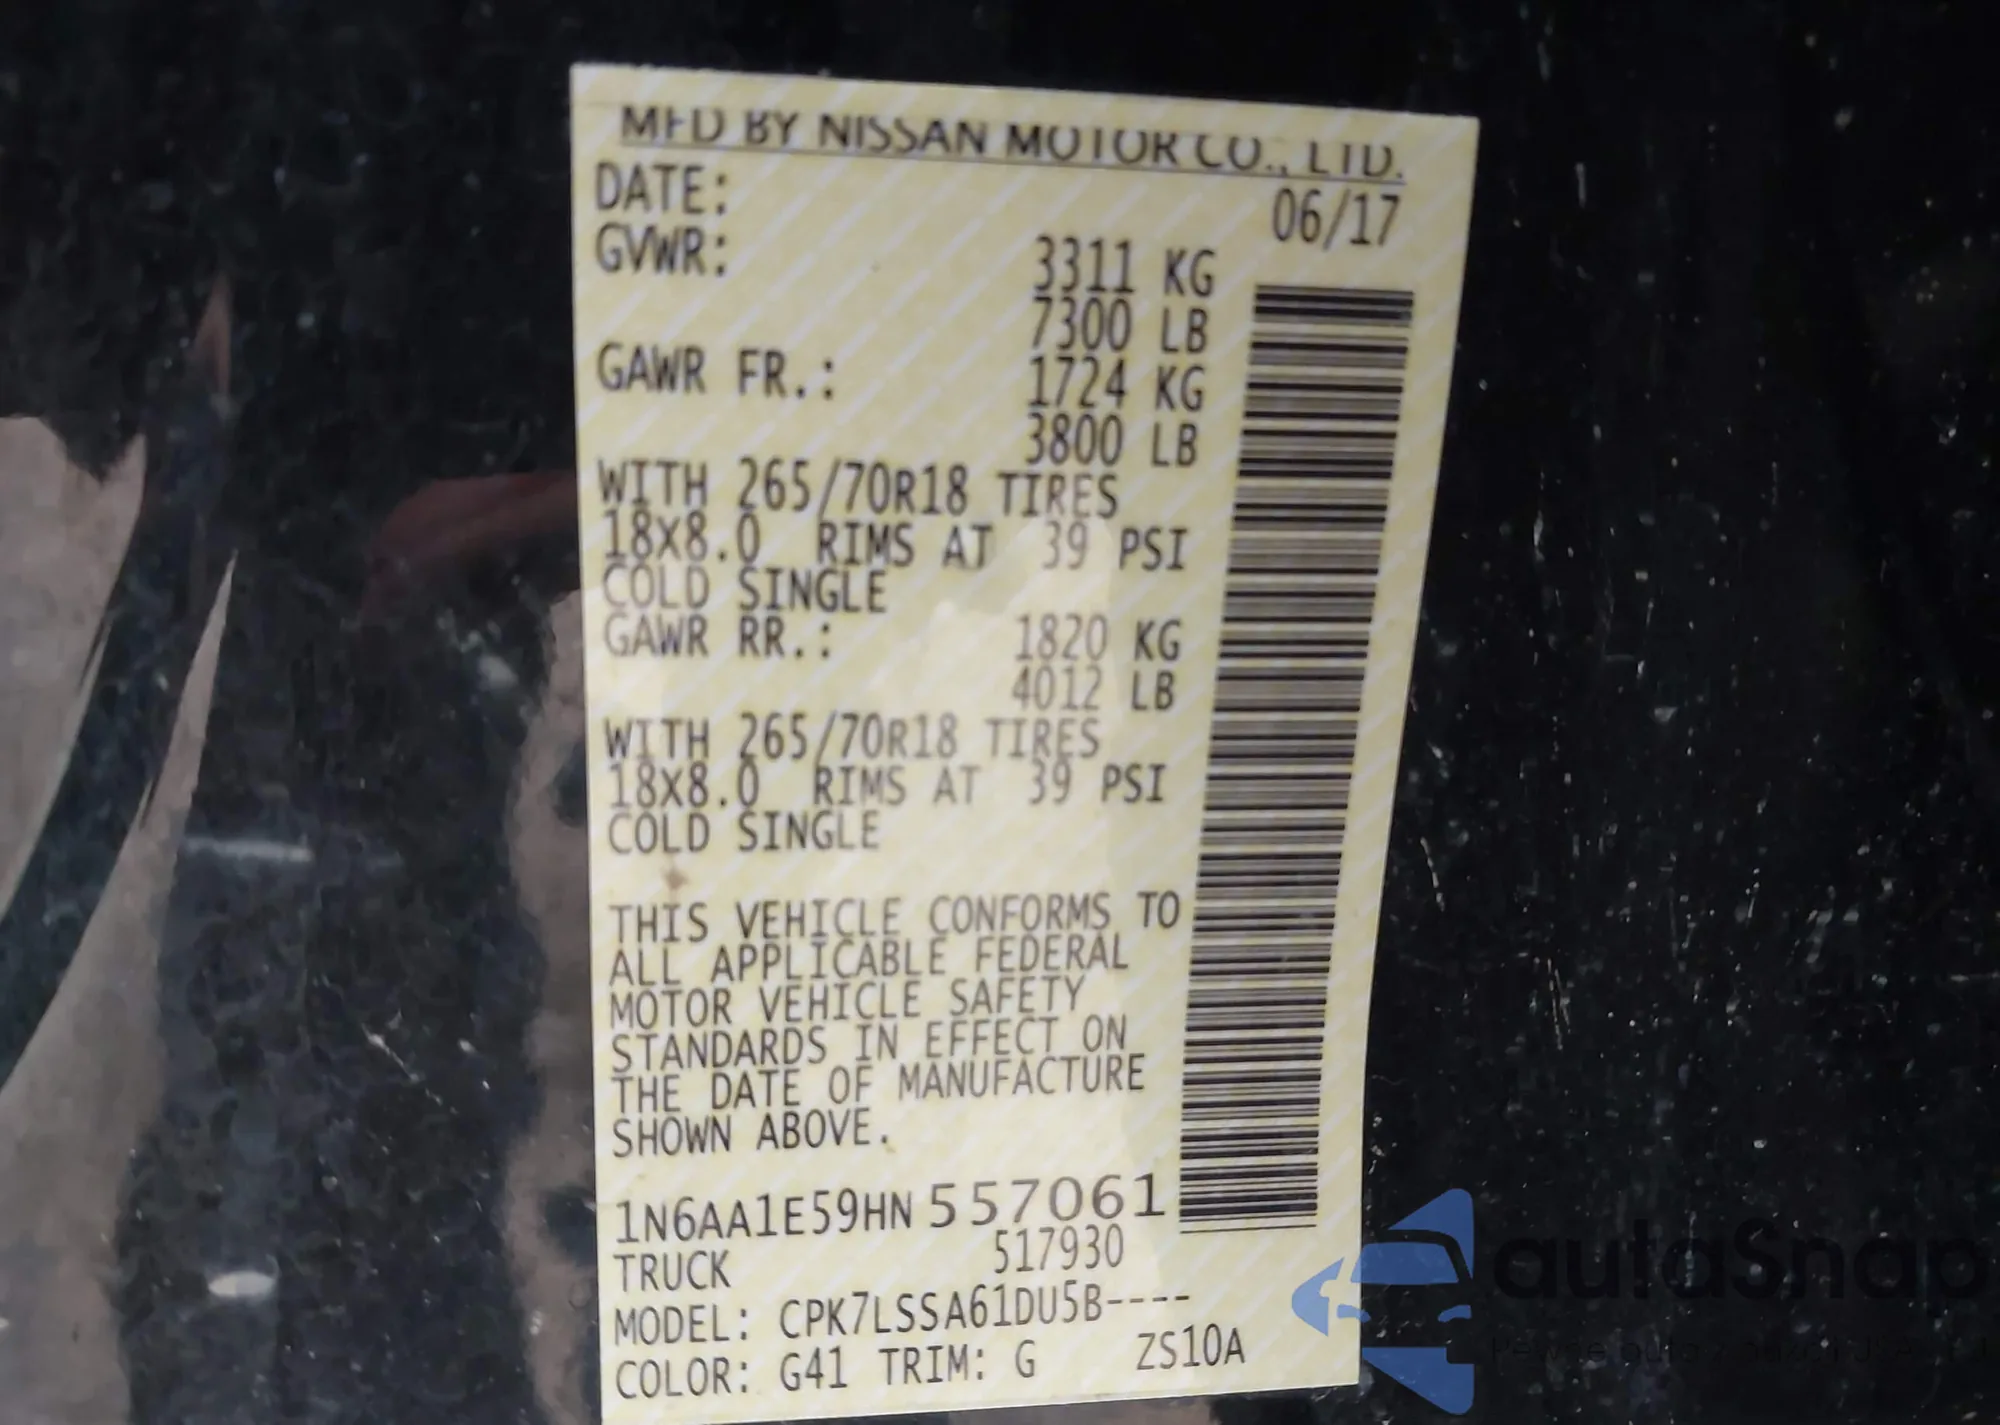 MFD BY NISSAN MOTOR CO., LTD.
DATE: 06/17
GVWR: 3311 KG
7300 LB
GAWR FR.: 1724 KG
3800 LB
WITH 265/70R18 TIRES
18X8.0 RIMS AT 39 PSI
COLD SINGLE
GAWR RR.: 1820 KG
4012 LB
WITH 265/70R18 TIRES
18X8.0 RIMS AT 39 PSI
COLD SINGLE
THIS VEHICLE CONFORMS TO
ALL APPLICABLE FEDERAL
MOTOR VEHICLE SAFETY
STANDARDS IN EFFECT ON
THE DATE OF MANUFACTURE
SHOWN ABOVE.
1N6AA1E59HN557061
TRUCK 517930
MODEL: CPK7LSSA61DU5B----
COLOR: G41 TRIM: G ZS10A
autaSnap
Pewne auta z aukcji